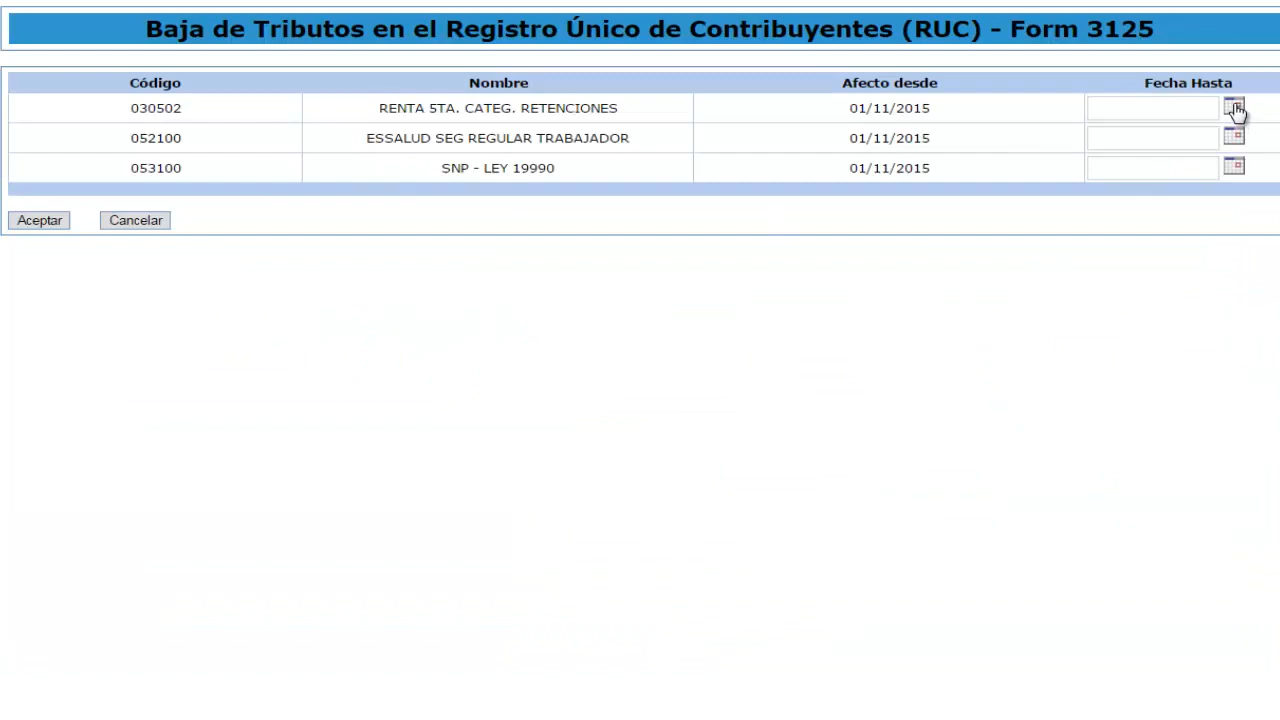 Baja de Tributos en el Registro Único de Contribuyentes (RUC) - Form 3125
Código Nombre Afecto desde Fecha Hasta
030502 RENTA 5TA. CATEG. RETENCIONES 01/11/2015
052100 ESSALUD SEG REGULAR TRABAJADOR 01/11/2015
053100 SNP - LEY 19990 01/11/2015
Aceptar Cancelar